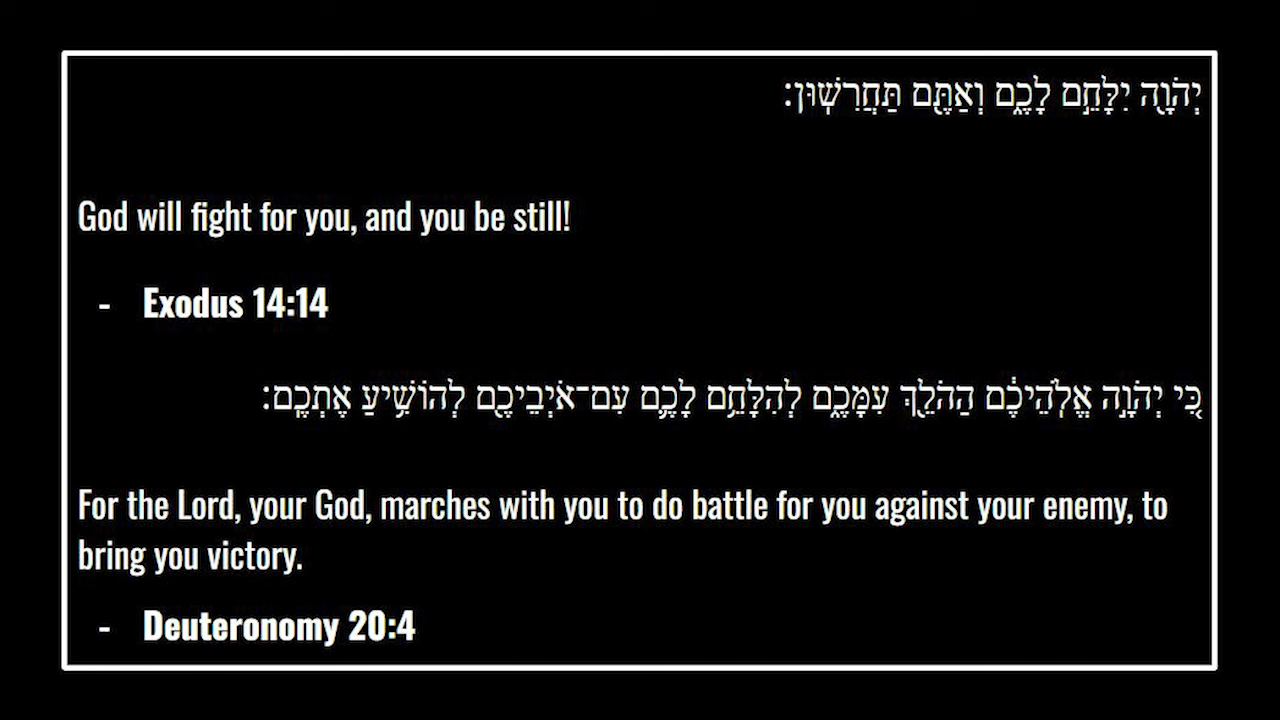 יְהֹוָ֖ה יִלָּחֵ֣ם לָכֶ֑ם וְאַתֶּ֖ם תַּחֲרִשֽׁוּן׃
God will fight for you, and you be still!
- Exodus 14:14
כִּ֚י יְהֹוָ֣ה אֱלֹֽהֵיכֶ֔ם הַהֹלֵ֖ךְ עִמָּכֶ֑ם לְהִלָּחֵ֥ם לָכֶ֛ם עִם־אֹיְבֵיכֶ֖ם לְהוֹשִׁ֥יעַ אֶתְכֶֽם׃
For the Lord, your God, marches with you to do battle for you against your enemy, to
bring you victory.
- Deuteronomy 20:4